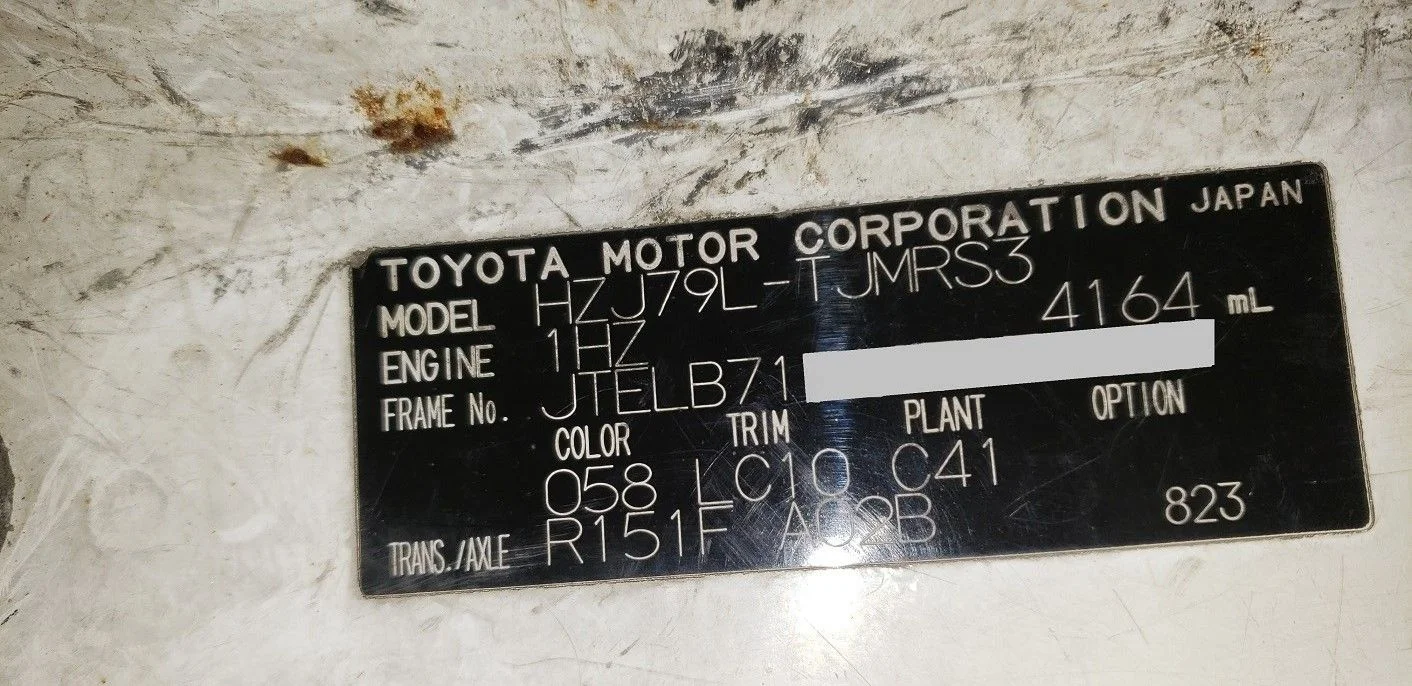 TOYOTA MOTOR CORPORATION JAPAN
MODEL HZJ79L-TJMRS3
ENGINE 1HZ 4164 mL
FRAME No. JTELB71
COLOR TRIM PLANT OPTION
058 LC10 C41
TRANS./AXLE R151F A02B 823